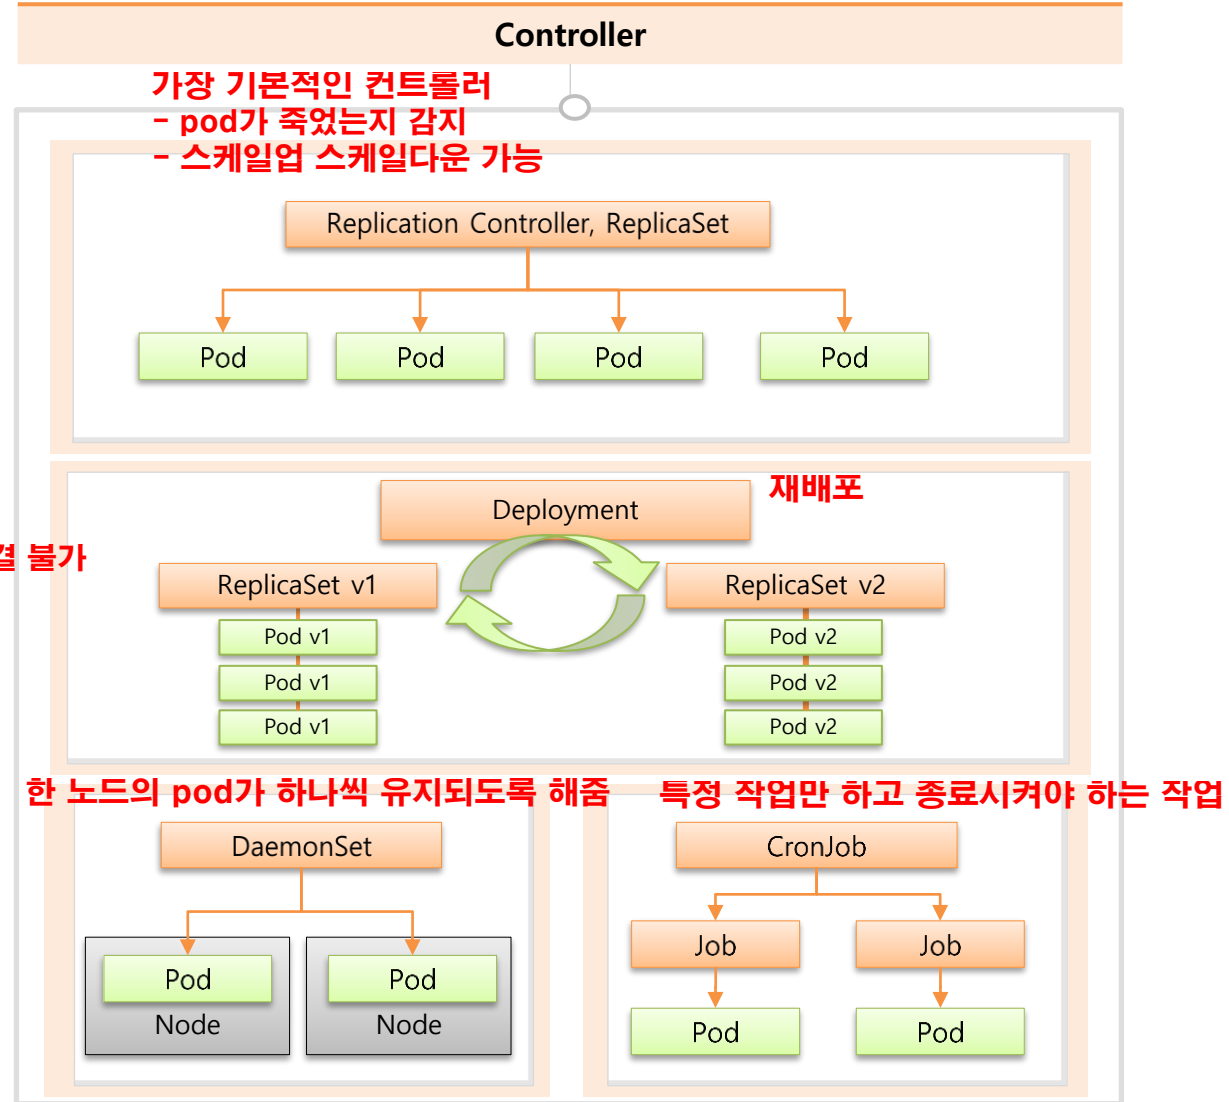 Controller
가장 기본적인 컨트롤러
- pod가 죽었는지 감지
- 스케일업 스케일다운 가능
Replication Controller, ReplicaSet
Pod Pod Pod Pod
재배포
Deployment
불가
ReplicaSet v1 ReplicaSet v2
Pod v1 Pod v2
Pod v1 Pod v2
Pod v1 Pod v2
한 노드의 pod가 하나씩 유지되도록 해줌
특정 작업만 하고 종료시켜야 하는 작업
DaemonSet CronJob
Job Job
Pod Pod
Node Node
Pod Pod